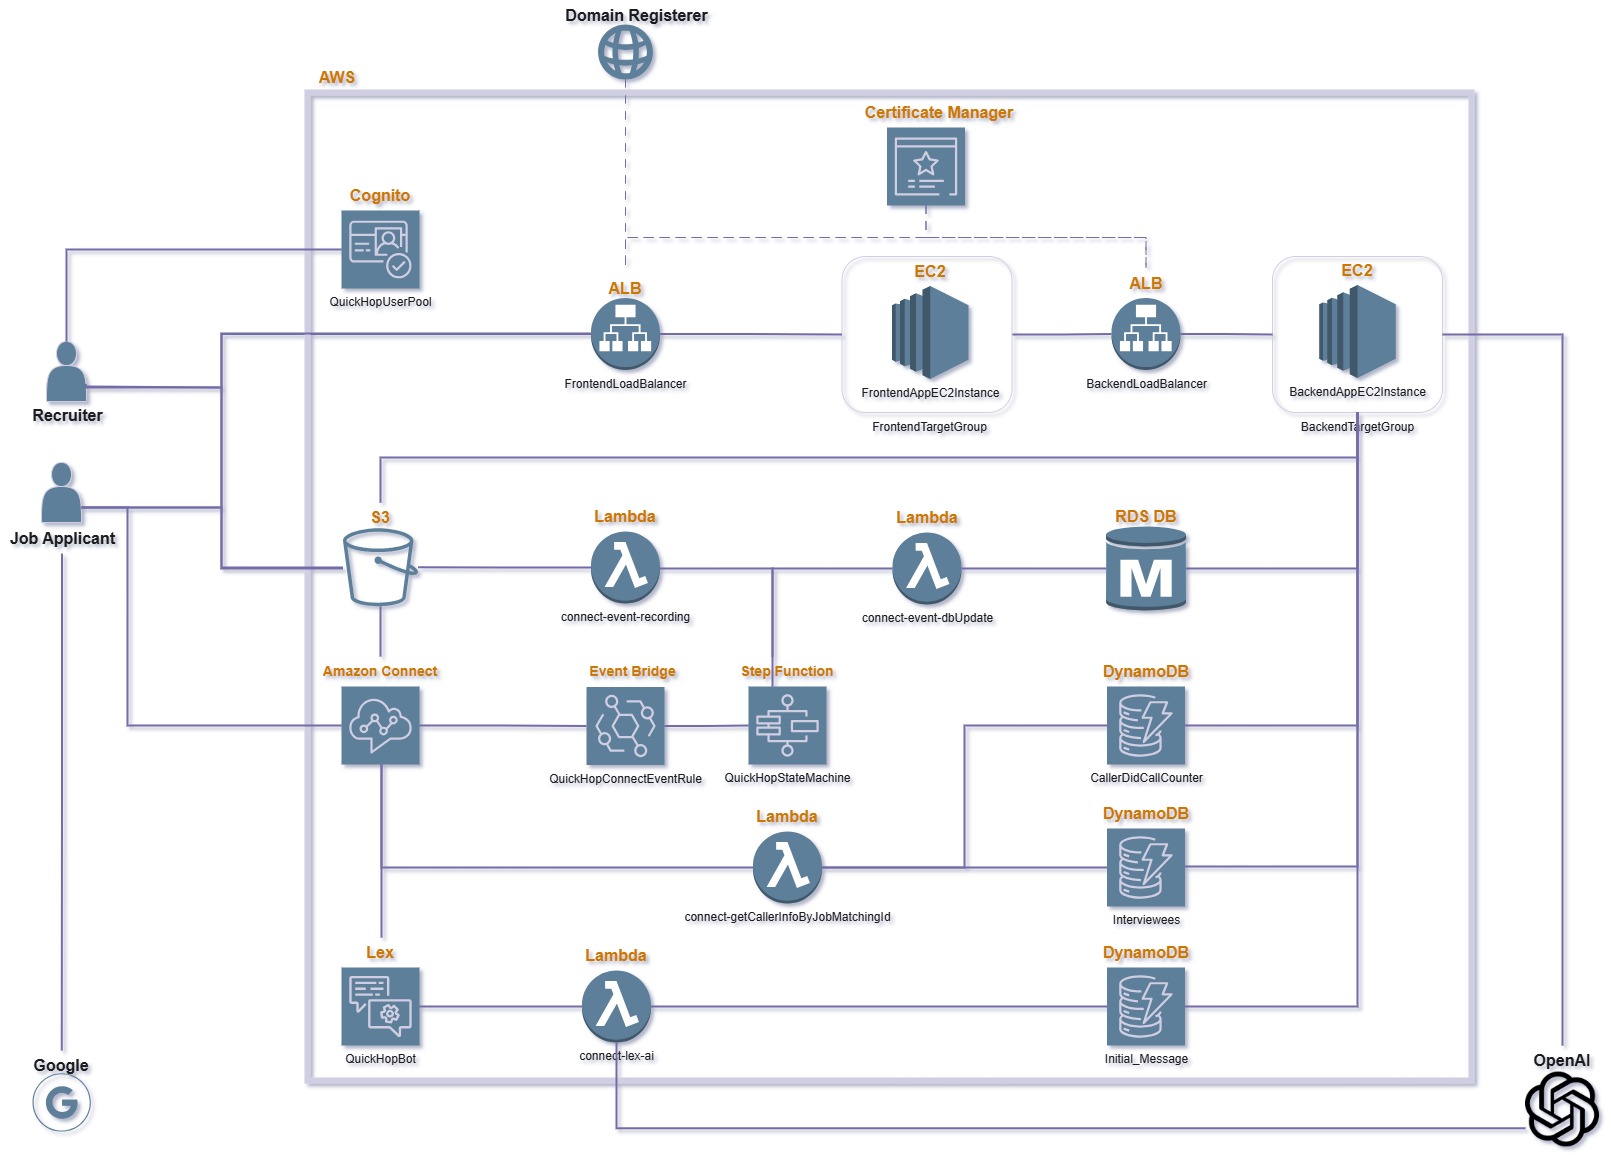 Domain Registerer
AWS
Certificate Manager
Cognito
QuickHopUserPool
ALB
FrontendLoadBalancer
EC2
FrontendAppEC2Instance
FrontendTargetGroup
ALB
BackendLoadBalancer
EC2
BackendAppEC2Instance
BackendTargetGroup
Recruiter
Job Applicant
S3
Lambda
connect-event-recording
Lambda
connect-event-dbUpdate
RDS DB
M
Amazon Connect
Event Bridge
QuickHopConnectEventRule
Step Function
QuickHopStateMachine
DynamoDB
CallerDidCallCounter
Lambda
connect-getCallerInfoByJobMatchingId
DynamoDB
Interviewees
Lex
QuickHopBot
Lambda
connect-lex-ai
DynamoDB
Initial_Message
Google
G
OpenAI